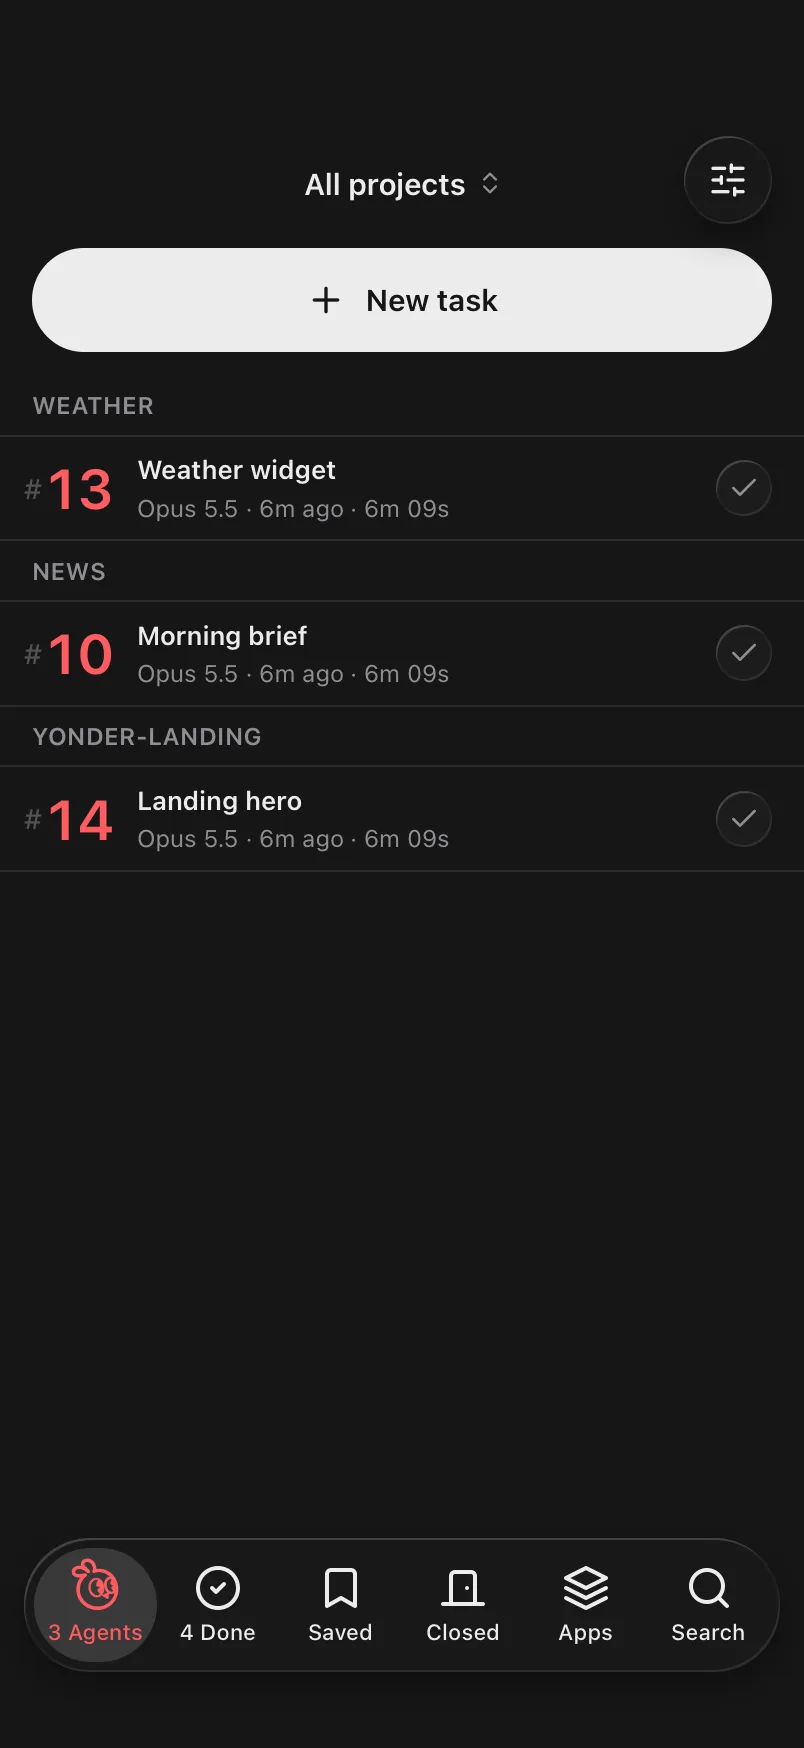 All projects
New task
WEATHER
#13
Weather widget
Opus 5.5 · 6m ago · 6m 09s
NEWS
#10
Morning brief
Opus 5.5 · 6m ago · 6m 09s
YONDER-LANDING
#14
Landing hero
Opus 5.5 · 6m ago · 6m 09s
3 Agents
4 Done
Saved
Closed
Apps
Search